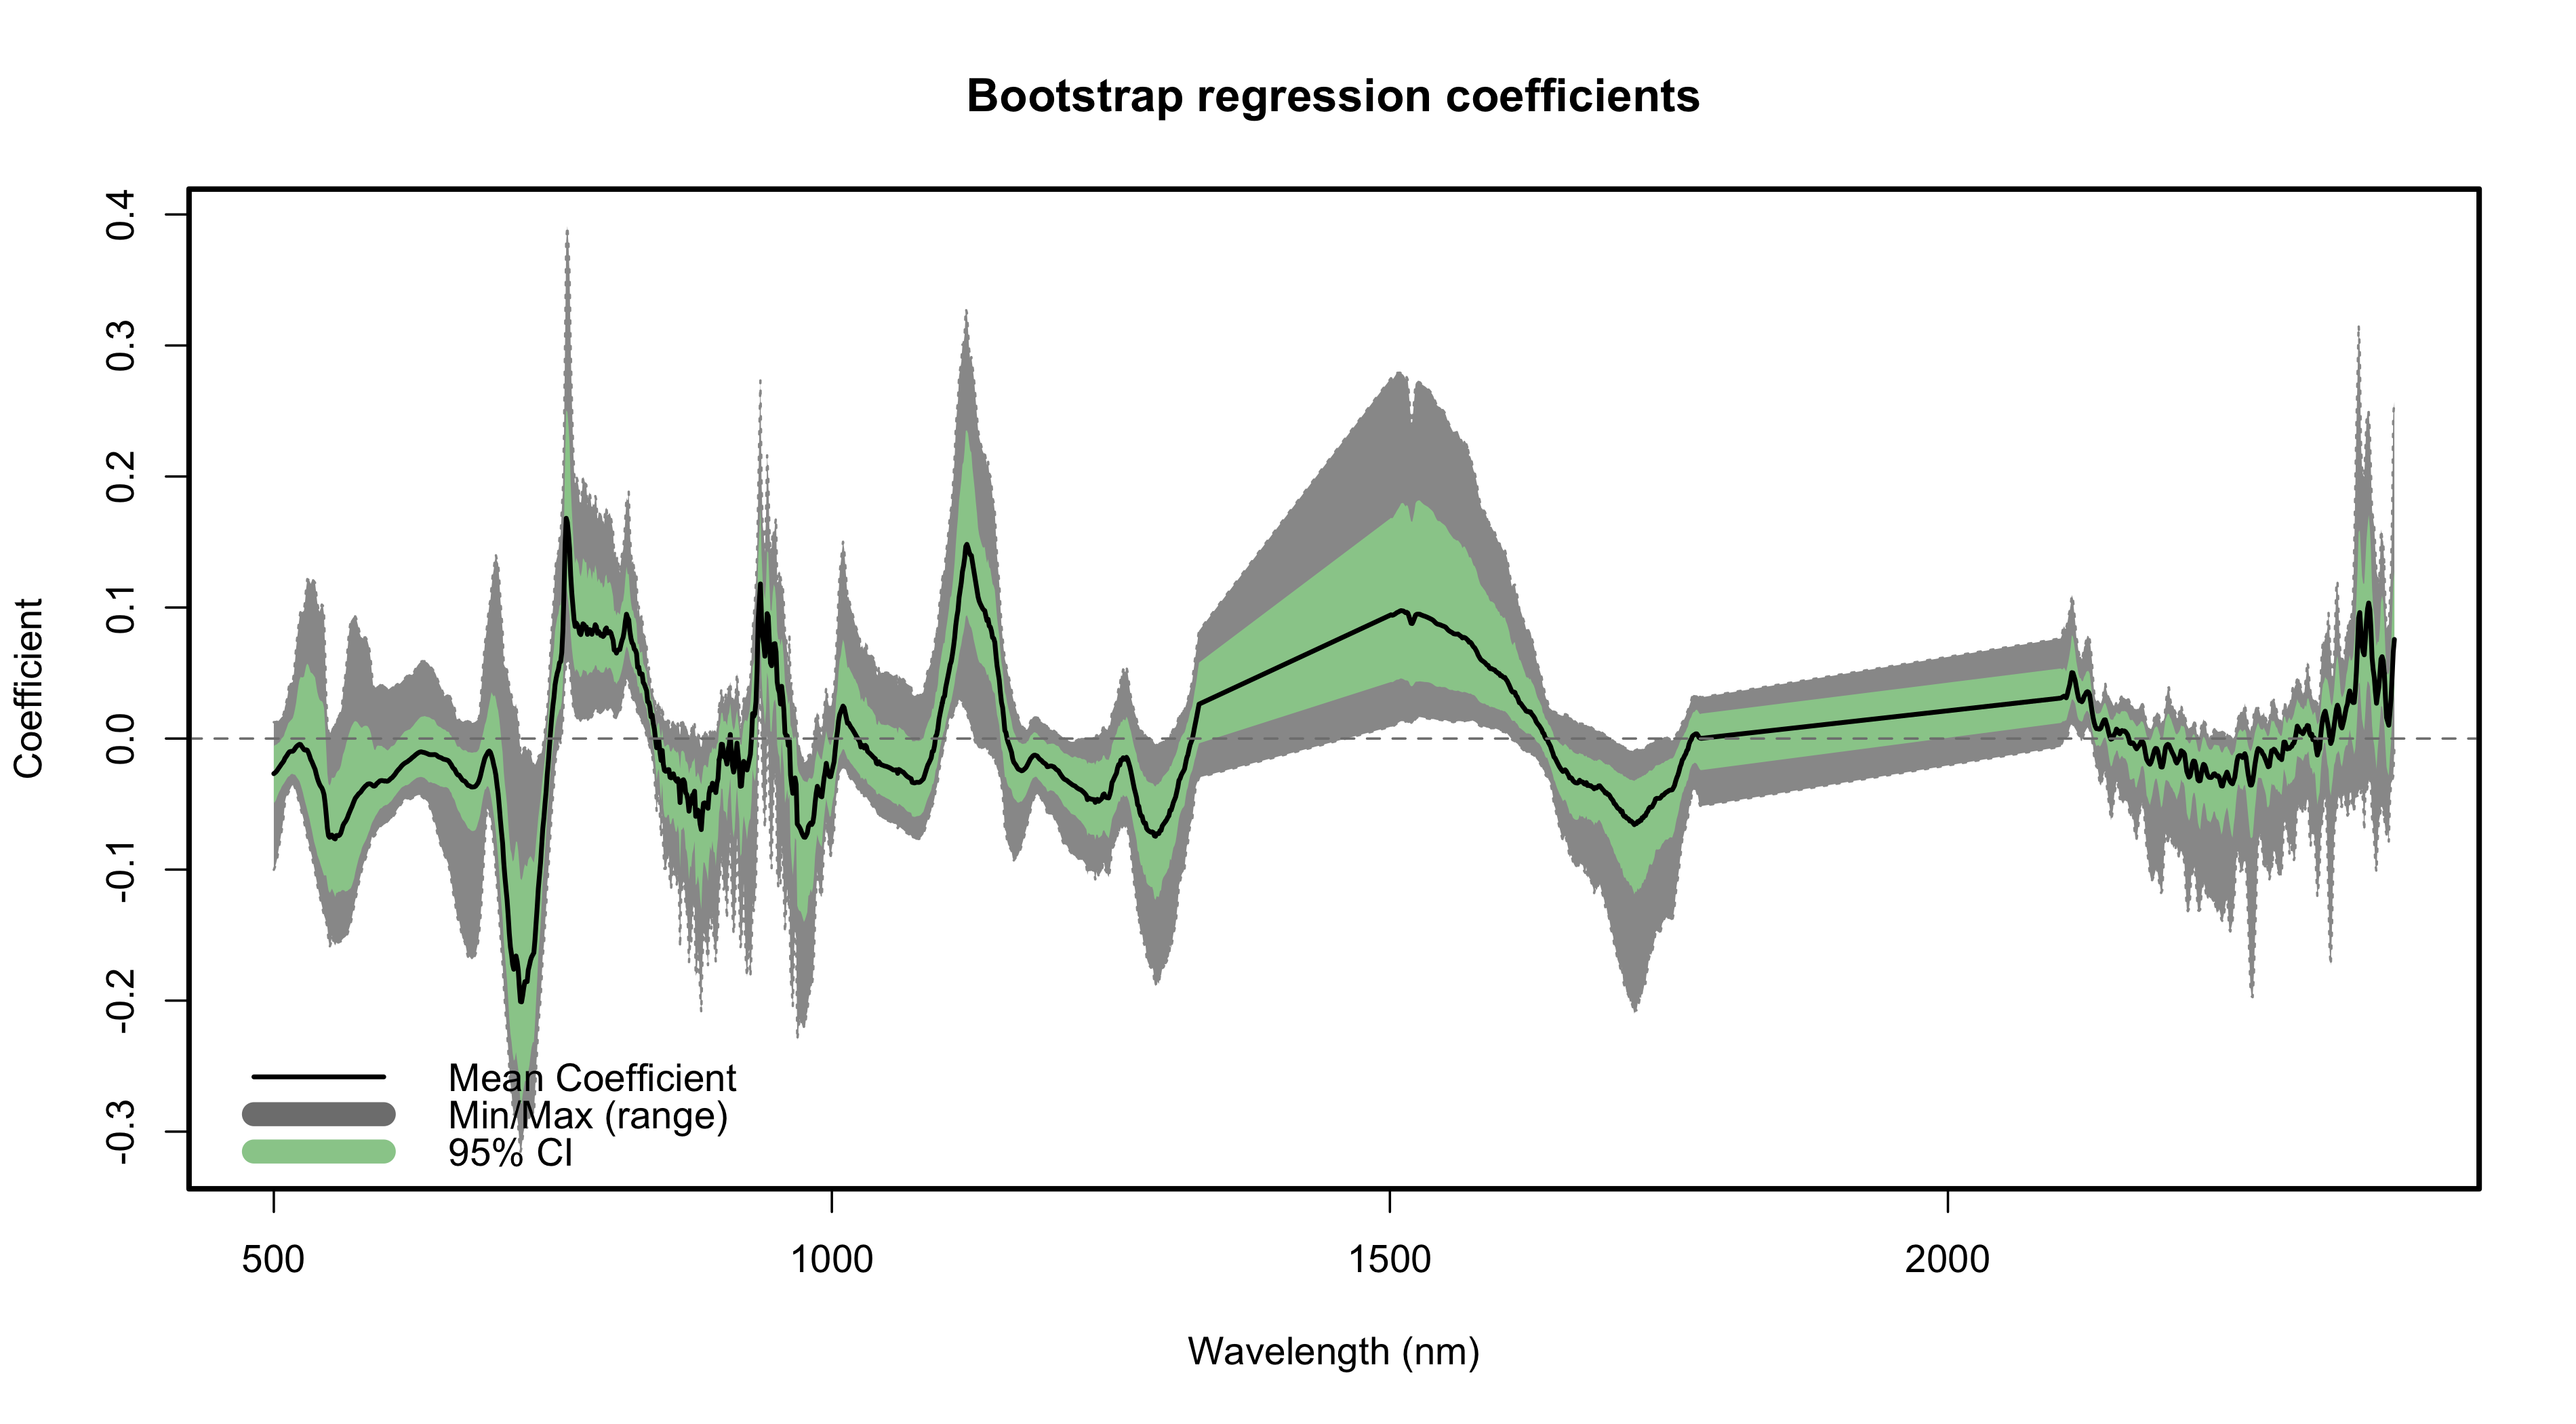 Bootstrap regression coefficients
Coefficient
0.4
0.3
0.2
0.1
0.0
-0.1
-0.2
-0.3
Mean Coefficient
Min/Max (range)
95% CI
500 1000 1500 2000
Wavelength (nm)